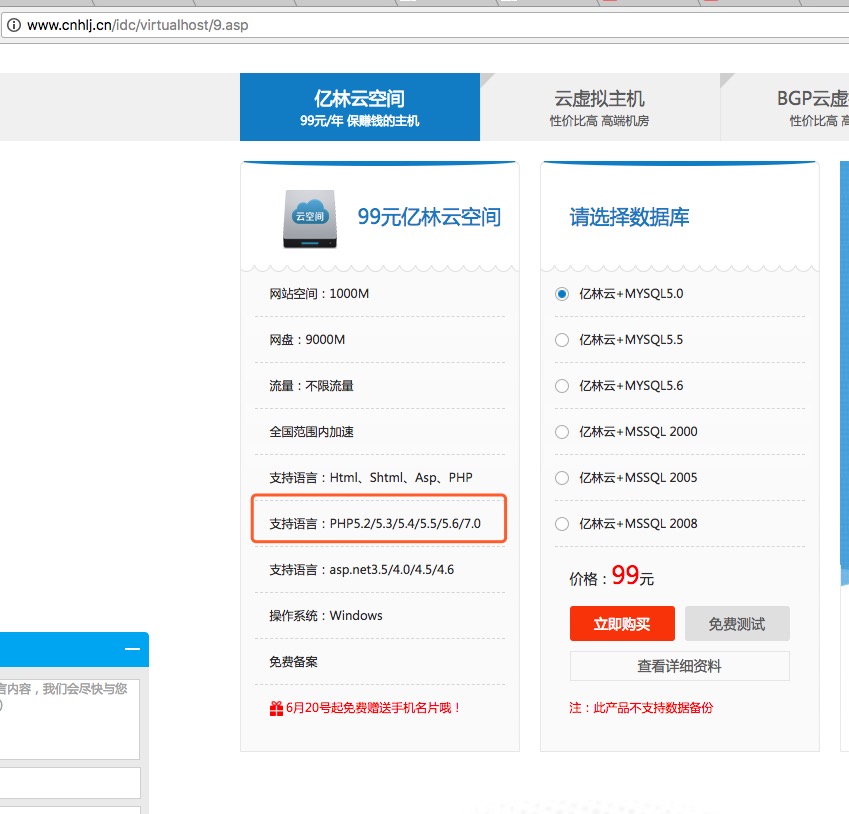 www.cnhlj.cn/idc/virtualhost/9.asp
亿林云空间
99元/年 保赚钱的主机
云虚拟主机
性价比高 高端机房
BGP云虚
性价比高 高
云空间
99元亿林云空间
网站空间：1000M
网盘：9000M
流量：不限流量
全国范围内加速
支持语言：Html、Shtml、Asp、PHP
支持语言：PHP5.2/5.3/5.4/5.5/5.6/7.0
支持语言：asp.net3.5/4.0/4.5/4.6
操作系统：Windows
免费备案
6月20号起免费赠送手机名片哦！
请选择数据库
亿林云+MYSQL5.0
亿林云+MYSQL5.5
亿林云+MYSQL5.6
亿林云+MSSQL 2000
亿林云+MSSQL 2005
亿林云+MSSQL 2008
价格：99元
立即购买
免费测试
查看详细资料
注：此产品不支持数据备份
言内容，我们会尽快与您
)